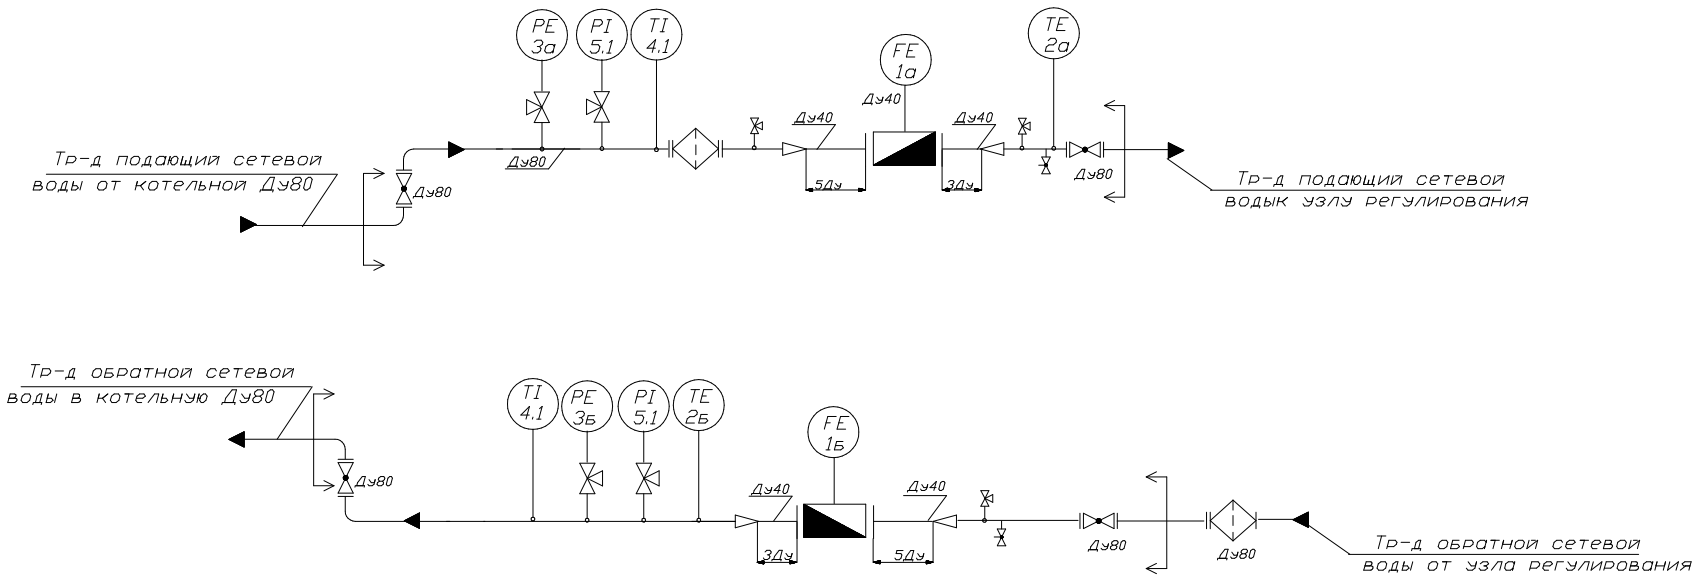 PE
3а
PI
5.1
TI
4.1
FE
1а
TE
2а
Ду40
Ду40
Ду40
Ду80
Ду80
Ду80
5Ду
3Ду
Тр-д подающий сетевой
воды от котельной Ду80
Тр-д подающий сетевой
водык узлу регулирования
Тр-д обратной сетевой
воды в котельную Ду80
TI
4.1
PE
3Б
PI
5.1
TE
2Б
FE
1Б
Ду80
Ду40
Ду40
3Ду
5Ду
Ду80
Ду80
Тр-д обратной сетевой
воды от узла регулирования